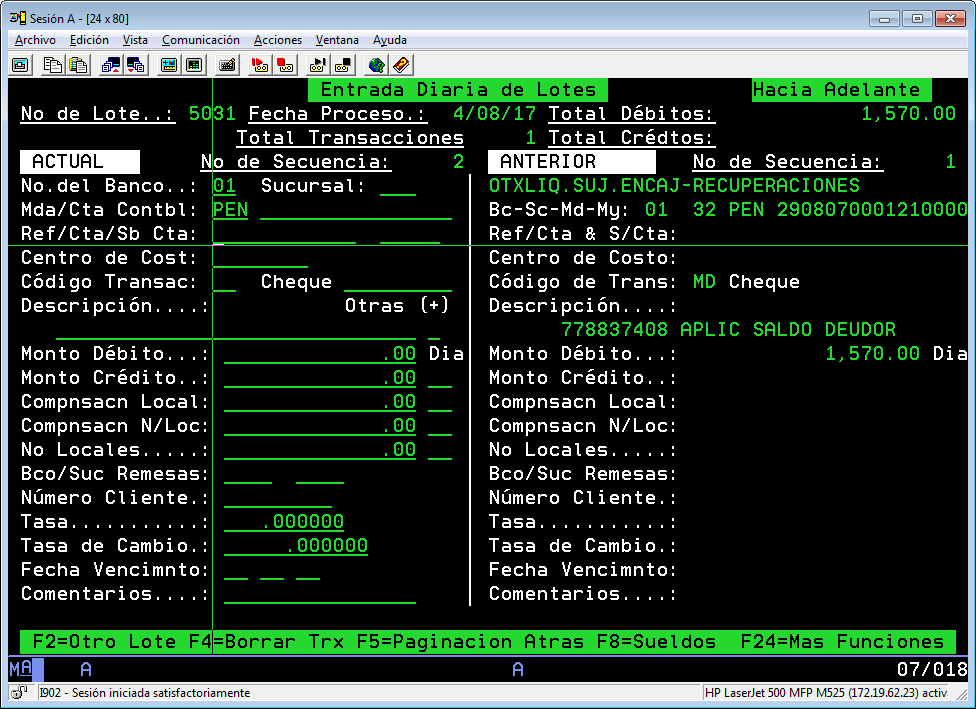 Sesión A - [24 x 80]
Archivo Edición Vista Comunicación Acciones Ventana Ayuda
Entrada Diaria de Lotes Hacia Adelante
No de Lote..: 5031 Fecha Proceso.: 4/08/17 Total Débitos: 1,570.00
Total Transacciones 1 Total Crédtos:
ACTUAL No de Secuencia: 2 ANTERIOR No de Secuencia: 1
No.del Banco..: 01 Sucursal: OTXLIQ.SUJ.ENCAJ-RECUPERACIONES
Mda/Cta Contbl: PEN Bc-Sc-Md-My: 01 32 PEN 2908070001210000
Ref/Cta/Sb Cta: Ref/Cta & S/Cta:
Centro de Cost: Centro de Costo:
Código Transac: Cheque Código de Trans: MD Cheque
Descripción....: Otras (+) Descripción....:
778837408 APLIC SALDO DEUDOR
Monto Débito...: .00 Dia Monto Débito...: 1,570.00 Dia
Monto Crédito..: .00 Monto Crédito..:
Compnsacn Local: .00 Compnsacn Local:
Compnsacn N/Loc: .00 Compnsacn N/Loc:
No Locales.....: .00 No Locales.....:
Bco/Suc Remesas: Bco/Suc Remesas:
Número Cliente.: Número Cliente.:
Tasa...........: .000000 Tasa...........:
Tasa de Cambio.: .000000 Tasa de Cambio.:
Fecha Vencimnto: Fecha Vencimnto:
Comentarios....: Comentarios....:
F2=Otro Lote F4=Borrar Trx F5=Paginacion Atras F8=Sueldos F24=Mas Funciones
MA A A 07/018
I902 - Sesión iniciada satisfactoriamente HP LaserJet 500 MFP M525 (172.19.62.23) activ